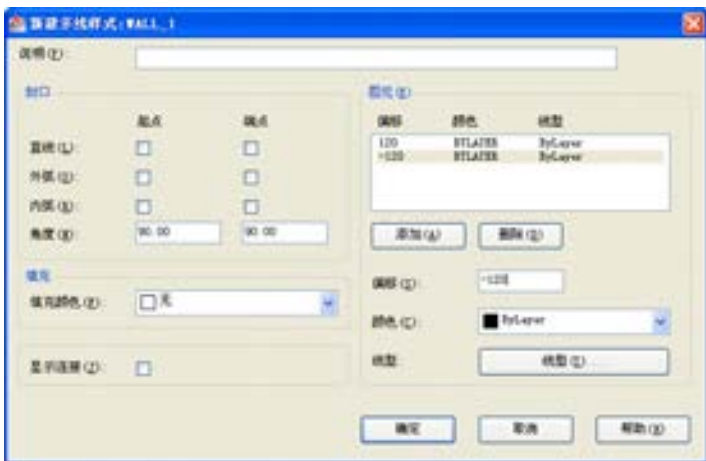 新建多线样式:WALL_1
说明(P):
封口
起点 端点
直线(L):
外弧(O):
内弧(R):
角度(N): 90.00 90.00
填充
填充颜色(F): 无
显示连接(J):
图元(E)
偏移 颜色 线型
120 BYLAYER ByLayer
-120 BYLAYER ByLayer
添加(A) 删除(D)
偏移(S): -120
颜色(C): ByLayer
线型: 线型(Y)...
确定 取消 帮助(H)